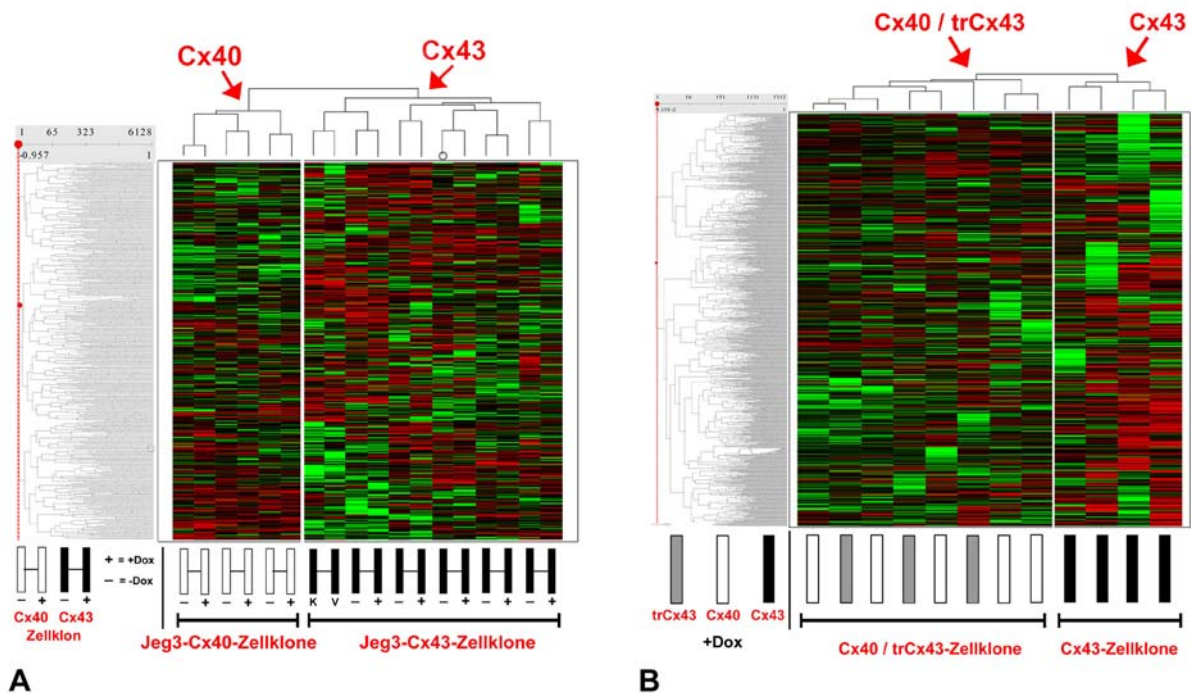 Cx40
Cx43
1 65 323 6128
-0.957 1
- + - + - + K V - + - + - + - + - +
+ = +Dox
- = -Dox
- + - +
Cx40 Cx43
Zellklon
Jeg3-Cx40-Zellklone
Jeg3-Cx43-Zellklone
A
Cx40 / trCx43
Cx43
1
trCx43 Cx40 Cx43
+Dox
Cx40 / trCx43-Zellklone
Cx43-Zellklone
B